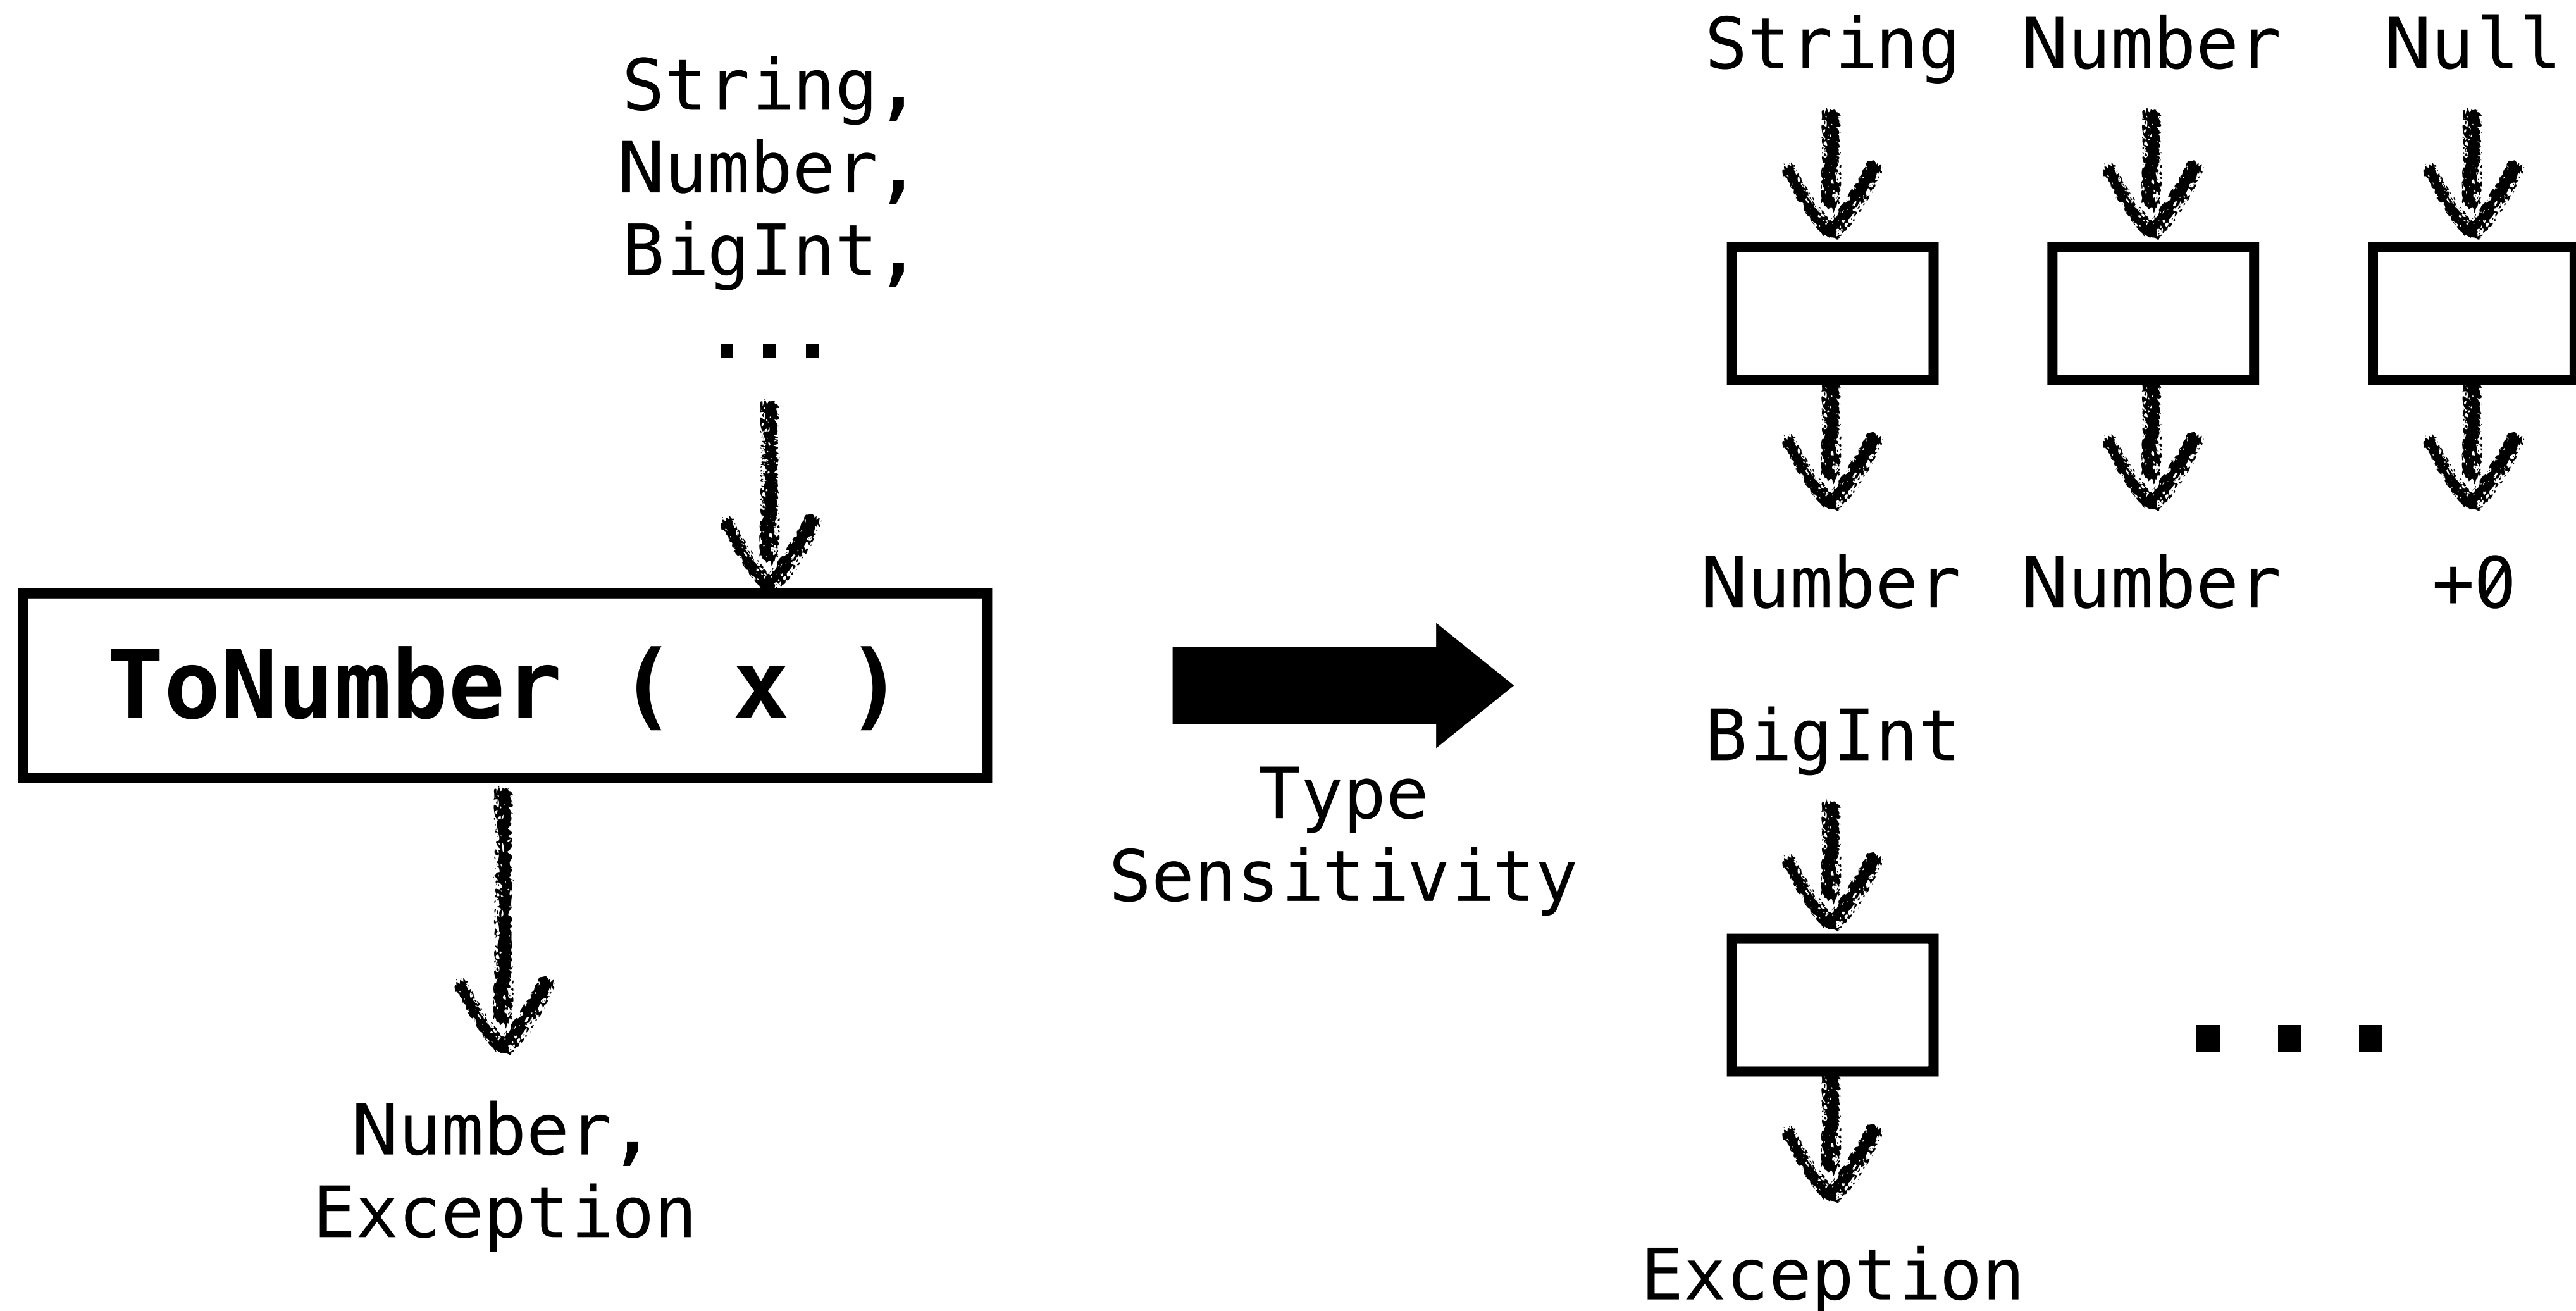 String,
Number,
BigInt,
...
ToNumber ( x )
Number,
Exception
Type
Sensitivity
String Number Null
Number Number +0
BigInt
...
Exception